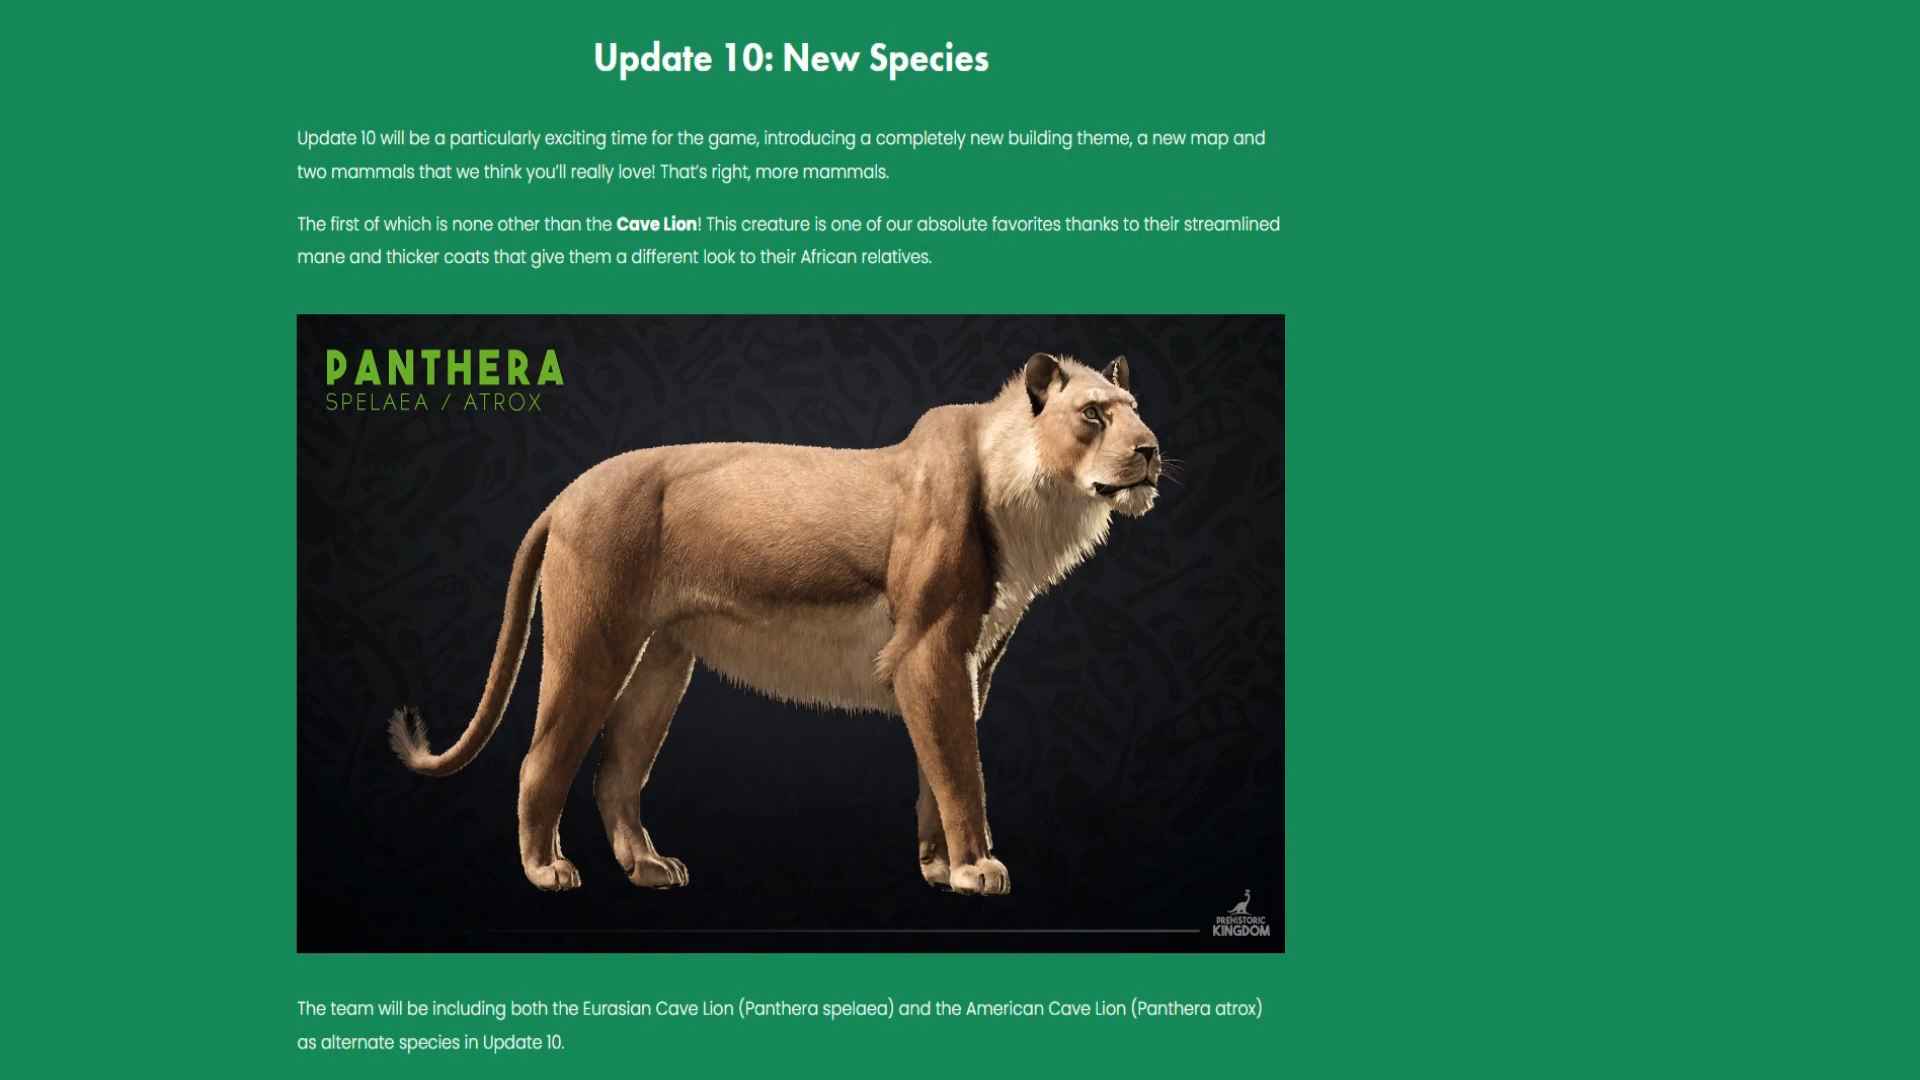 Update 10: New Species
Update 10 will be a particularly exciting time for the game, introducing a completely new building theme, a new map and
two mammals that we think you'll really love! That's right, more mammals.
The first of which is none other than the Cave Lion! This creature is one of our absolute favorites thanks to their streamlined
mane and thicker coats that give them a different look to their African relatives.
PANTHERA
SPELAEA / ATROX
PREHISTORIC
KINGDOM
The team will be including both the Eurasian Cave Lion (Panthera spelaea) and the American Cave Lion (Panthera atrox)
as alternate species in Update 10.